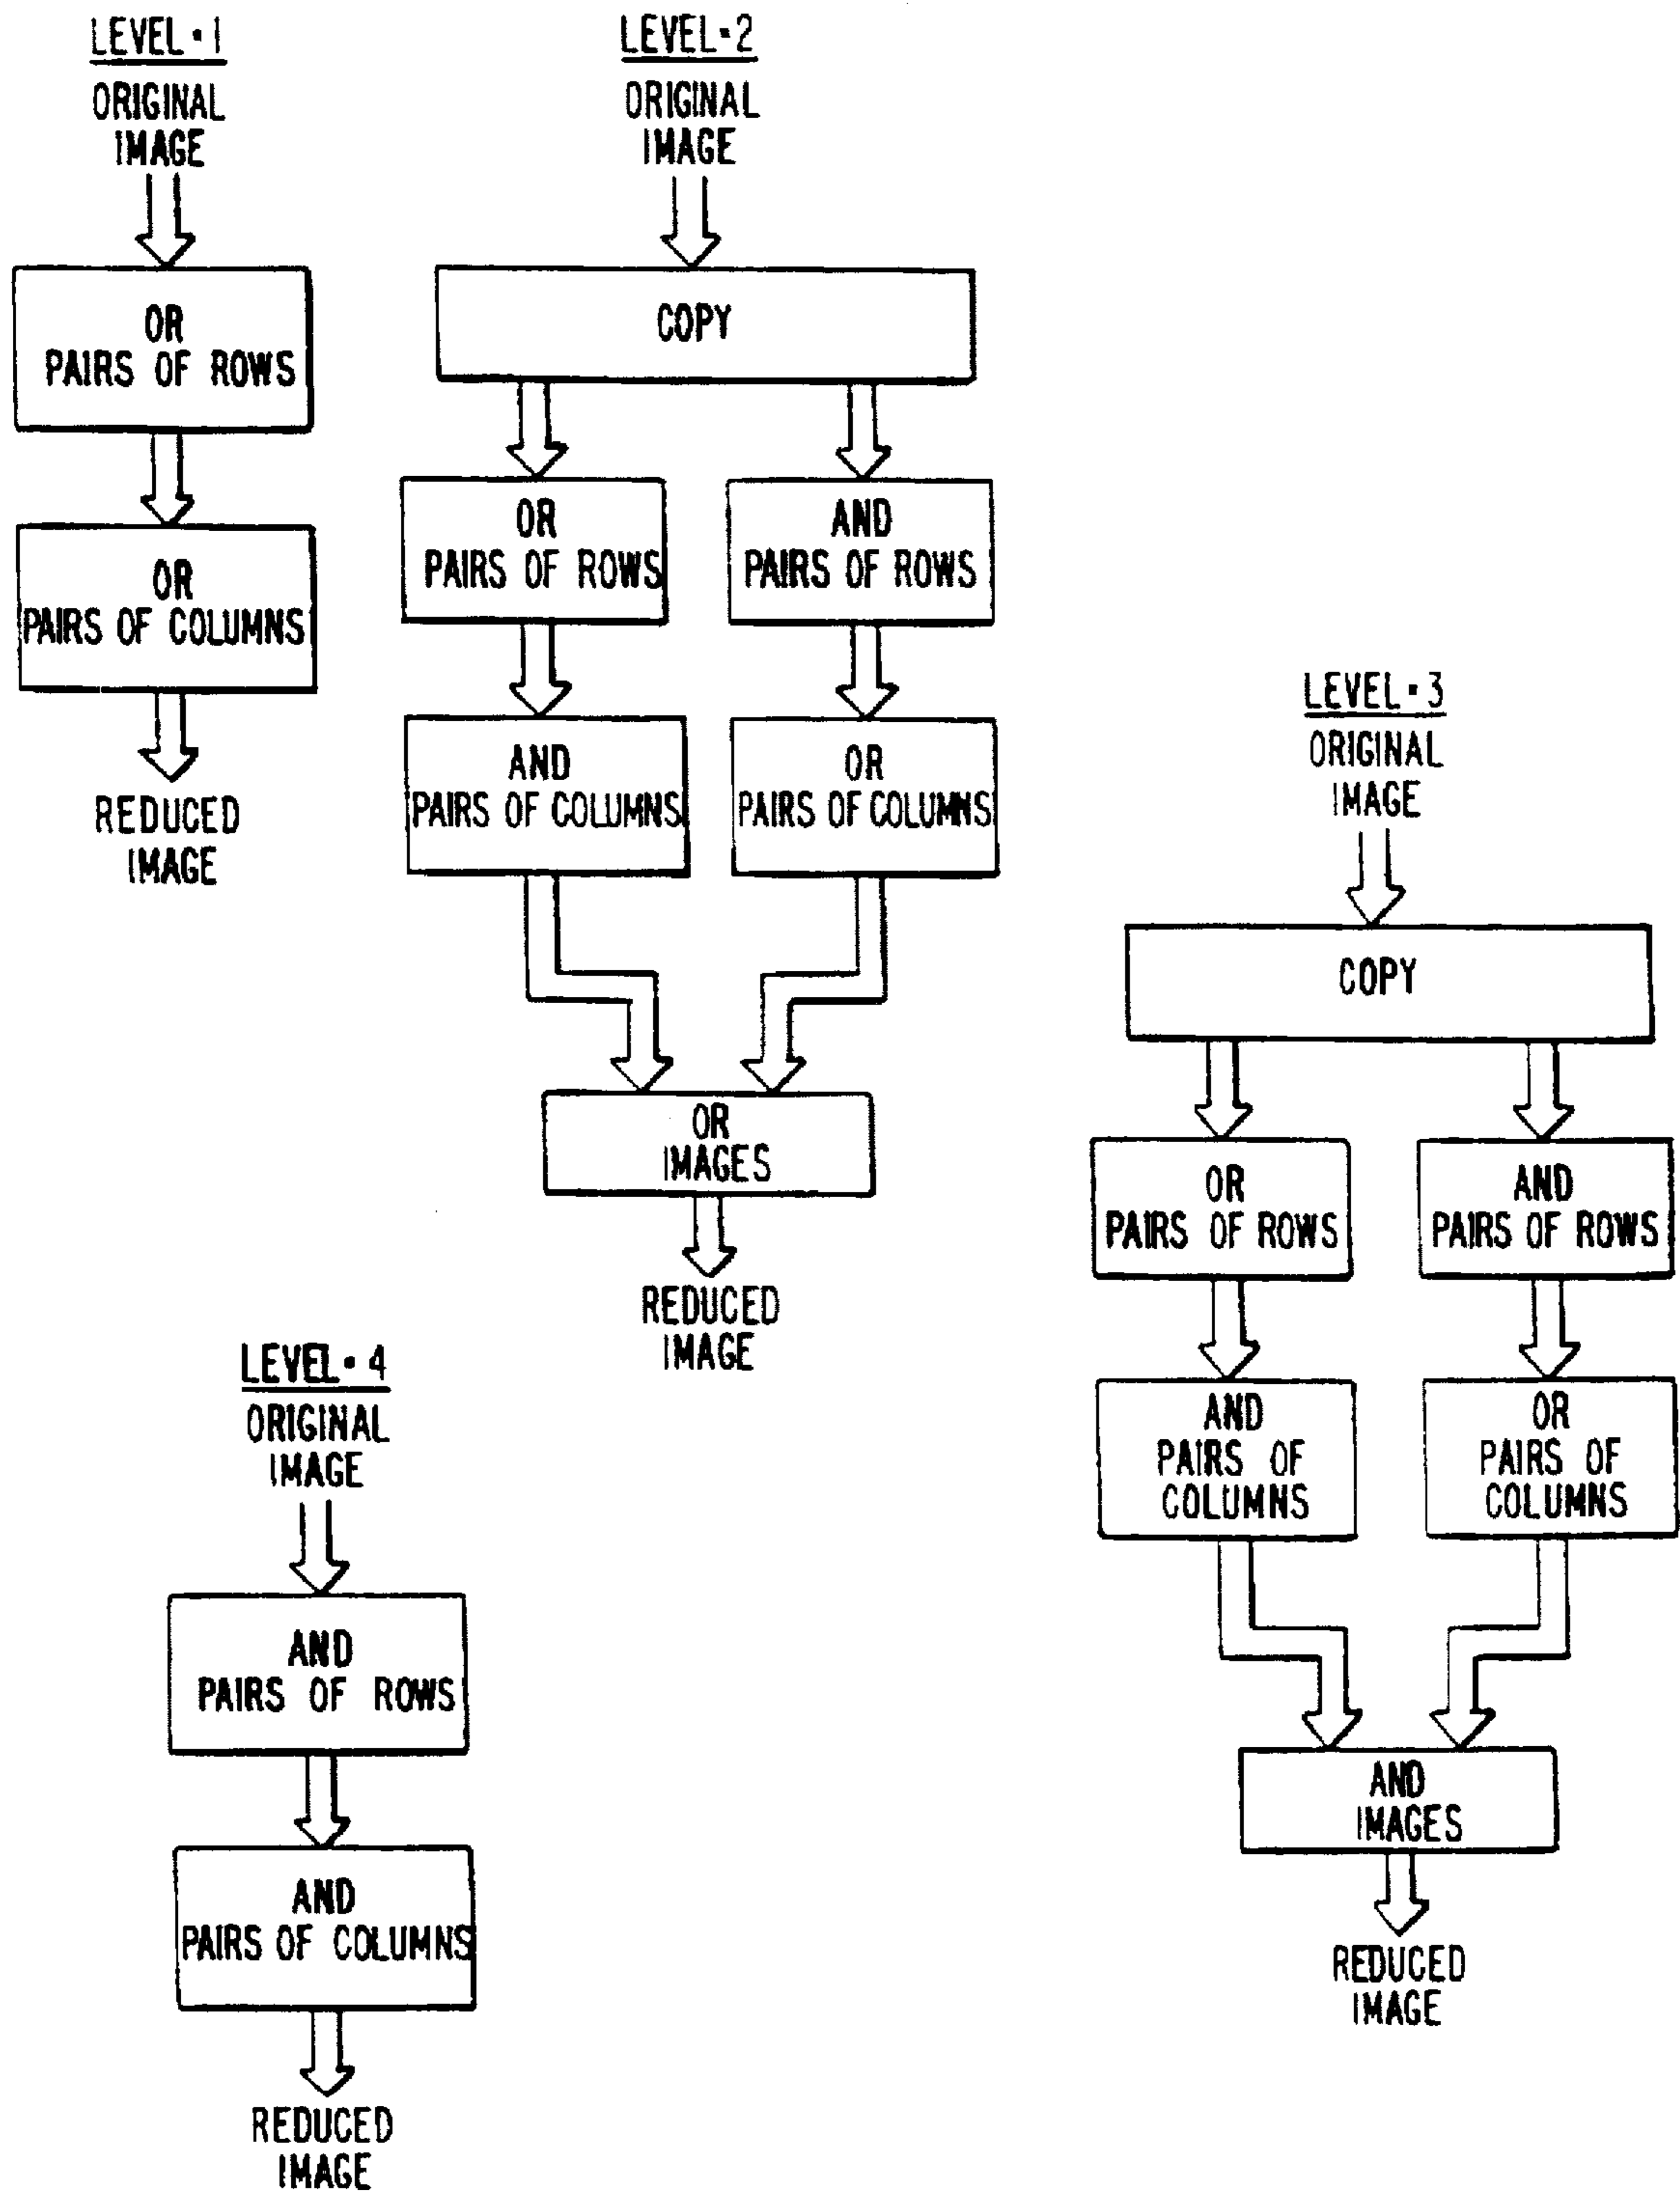 LEVEL=1
ORIGINAL
IMAGE
OR
PAIRS OF ROWS
OR
PAIRS OF COLUMNS
REDUCED
IMAGE
LEVEL=2
ORIGINAL
IMAGE
COPY
OR
PAIRS OF ROWS
AND
PAIRS OF ROWS
AND
PAIRS OF COLUMNS
OR
PAIRS OF COLUMNS
OR
IMAGES
REDUCED
IMAGE
LEVEL=3
ORIGINAL
IMAGE
COPY
OR
PAIRS OF ROWS
AND
PAIRS OF ROWS
AND
PAIRS OF
COLUMNS
OR
PAIRS OF
COLUMNS
AND
IMAGES
REDUCED
IMAGE
LEVEL=4
ORIGINAL
IMAGE
AND
PAIRS OF ROWS
AND
PAIRS OF COLUMNS
REDUCED
IMAGE